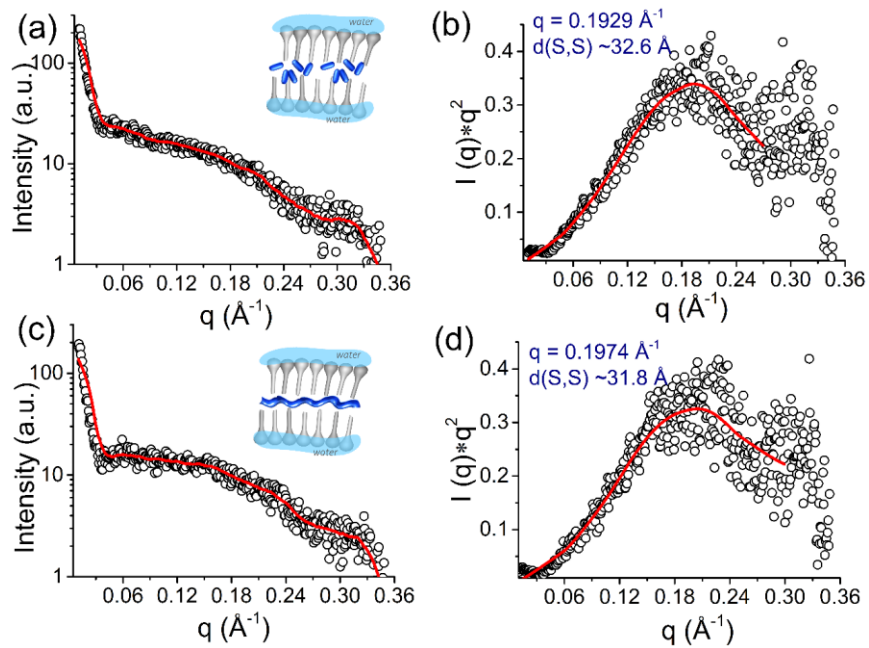 (a)
water
water
Intensity (a.u.)
100
10
1
0.06 0.12 0.18 0.24 0.30 0.36
q (Å⁻¹)
(b)
q = 0.1929 Å⁻¹
d(S,S) ~32.6 Å
I (q)*q²
0.4
0.3
0.2
0.1
0.06 0.12 0.18 0.24 0.30 0.36
q (Å⁻¹)
(c)
water
water
Intensity (a.u.)
100
10
1
0.06 0.12 0.18 0.24 0.30 0.36
q (Å⁻¹)
(d)
q = 0.1974 Å⁻¹
d(S,S) ~31.8 Å
I (q)*q²
0.4
0.3
0.2
0.1
0.06 0.12 0.18 0.24 0.30 0.36
q (Å⁻¹)